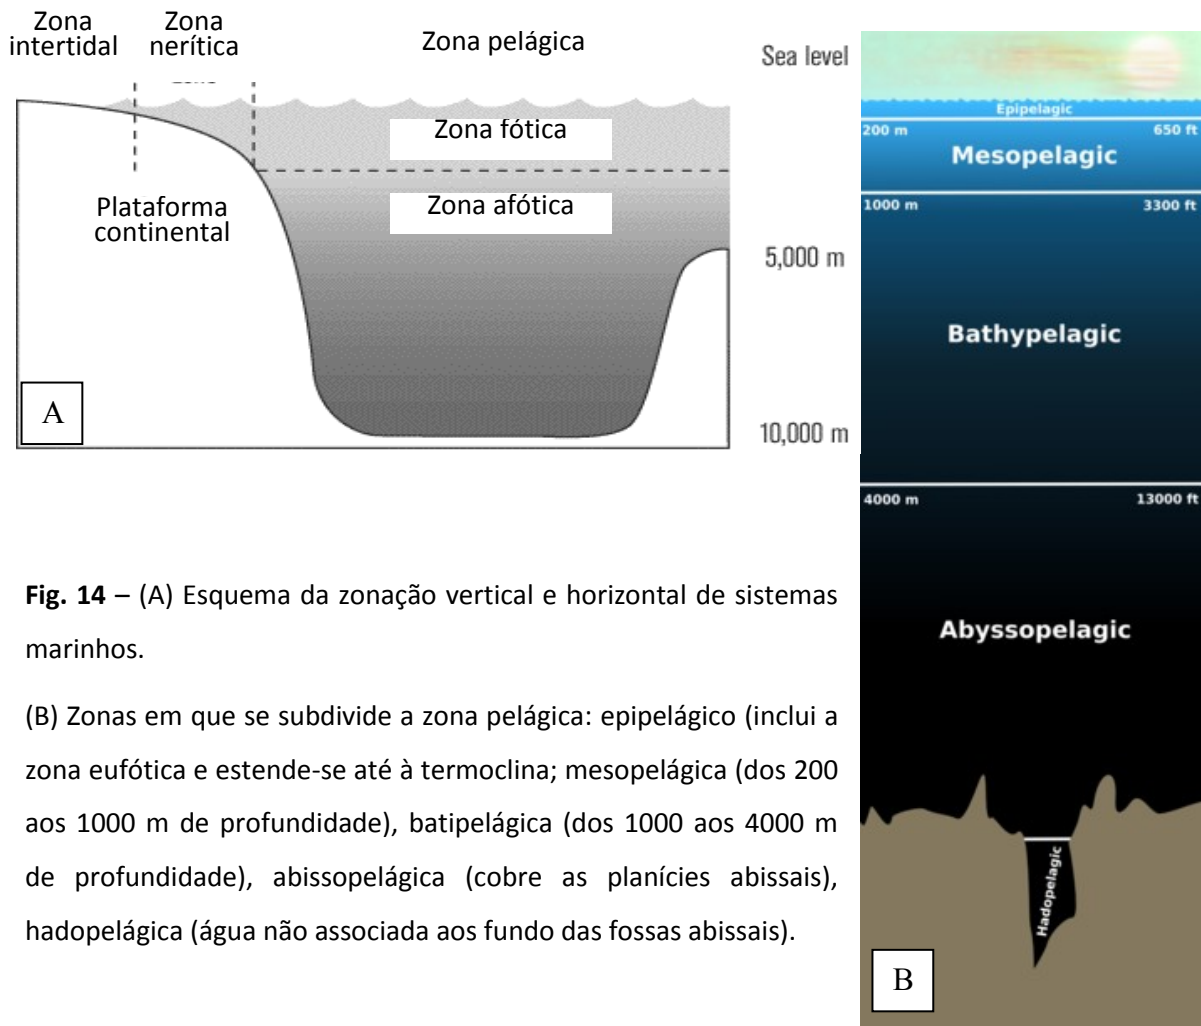 Zona intertidal
Zona nerítica
Zona pelágica
Sea level
Zona fótica
Zona afótica
Plataforma continental
5,000 m
10,000 m
A
Epipelagic
200 m 650 ft
Mesopelagic
1000 m 3300 ft
Bathypelagic
4000 m 13000 ft
Abyssopelagic
Hadopelagic
B
Fig. 14 – (A) Esquema da zonação vertical e horizontal de sistemas
marinhos.
(B) Zonas em que se subdivide a zona pelágica: epipelágico (inclui a
zona eufótica e estende-se até à termoclina; mesopelágica (dos 200
aos 1000 m de profundidade), batipelágica (dos 1000 aos 4000 m
de profundidade), abissopelágica (cobre as planícies abissais),
hadopelágica (água não associada aos fundo das fossas abissais).